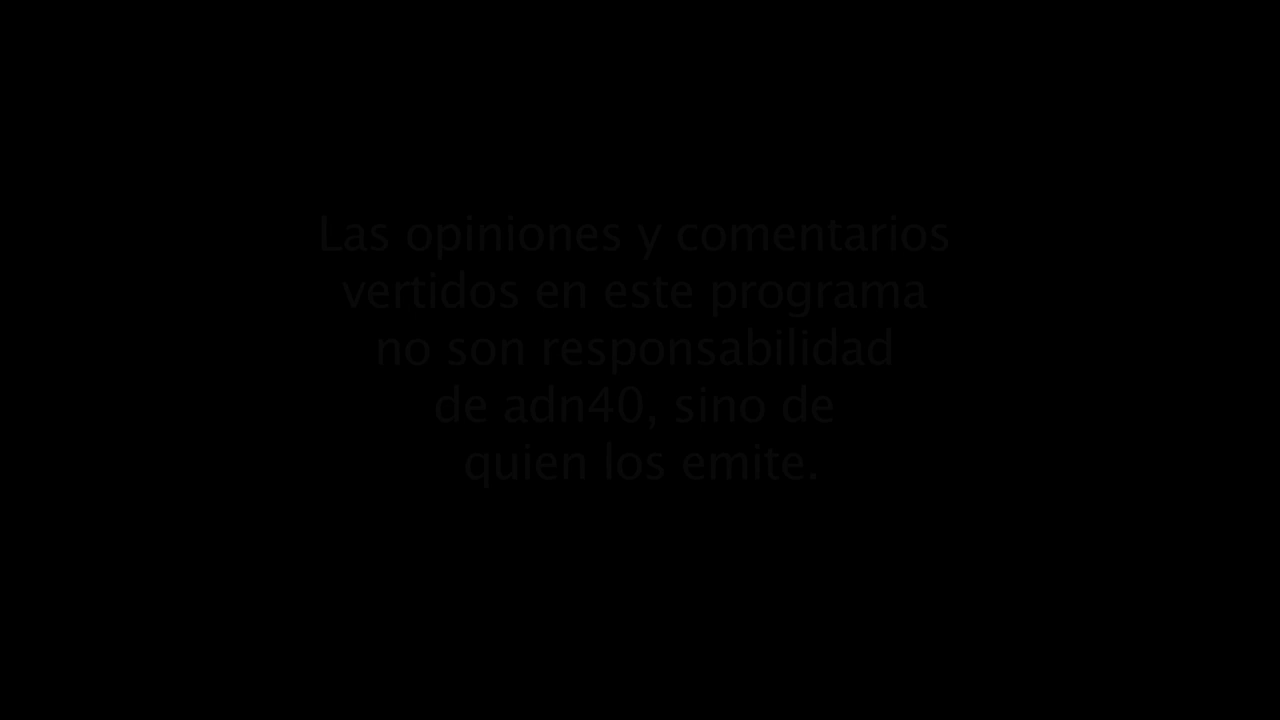 Las opiniones y comentarios
vertidos en este programa
no son responsabilidad
de adn40, sino de
quien los emite.